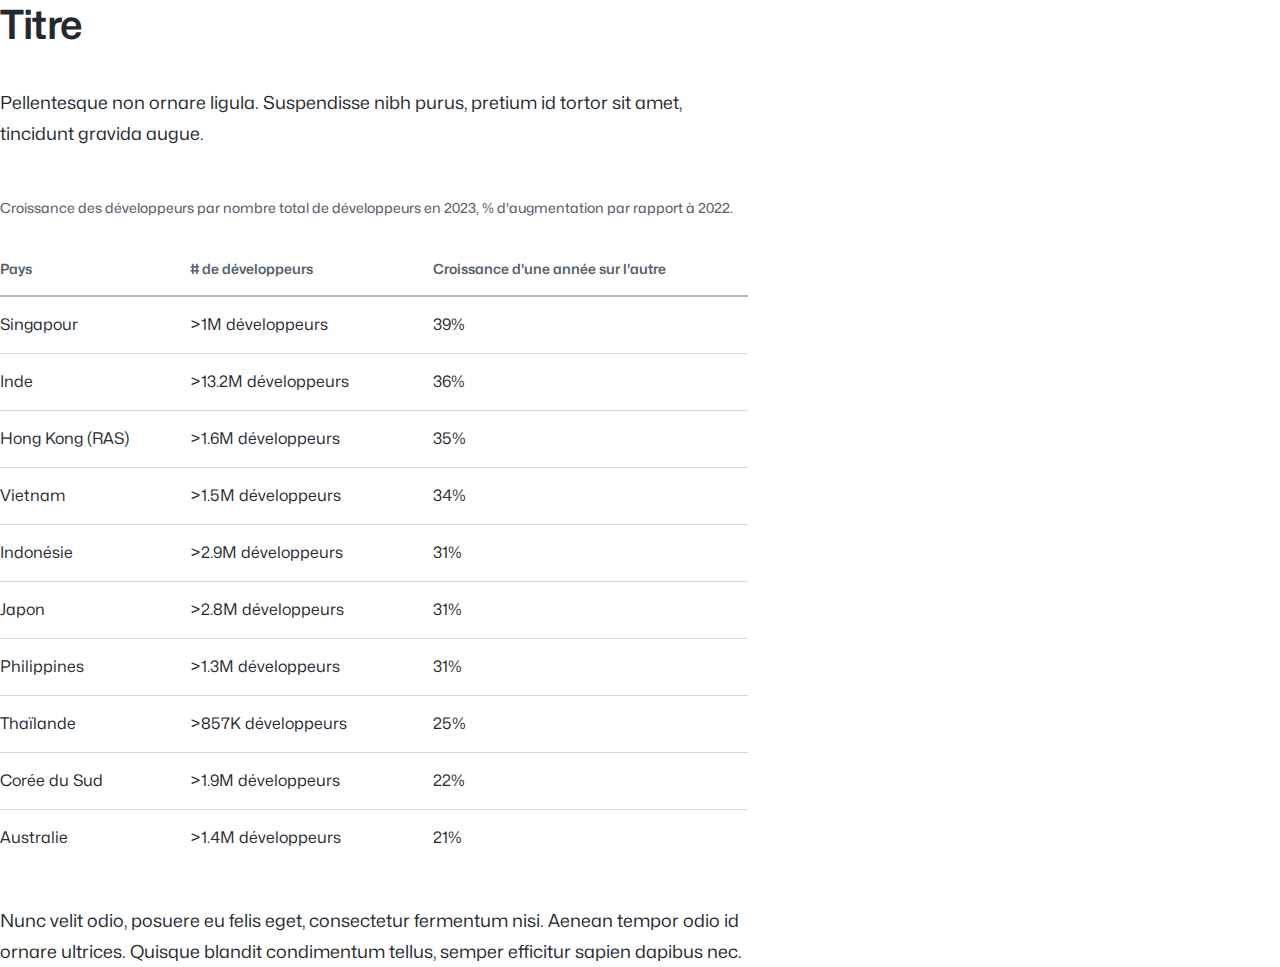 Titre
Pellentesque non ornare ligula. Suspendisse nibh purus, pretium id tortor sit amet,
tincidunt gravida augue.
Croissance des développeurs par nombre total de développeurs en 2023, % d'augmentation par rapport à 2022.
Pays # de développeurs Croissance d'une année sur l'autre
Singapour >1M développeurs 39%
Inde >13.2M développeurs 36%
Hong Kong (RAS) >1.6M développeurs 35%
Vietnam >1.5M développeurs 34%
Indonésie >2.9M développeurs 31%
Japon >2.8M développeurs 31%
Philippines >1.3M développeurs 31%
Thaïlande >857K développeurs 25%
Corée du Sud >1.9M développeurs 22%
Australie >1.4M développeurs 21%
Nunc velit odio, posuere eu felis eget, consectetur fermentum nisi. Aenean tempor odio id
ornare ultrices. Quisque blandit condimentum tellus, semper efficitur sapien dapibus nec.